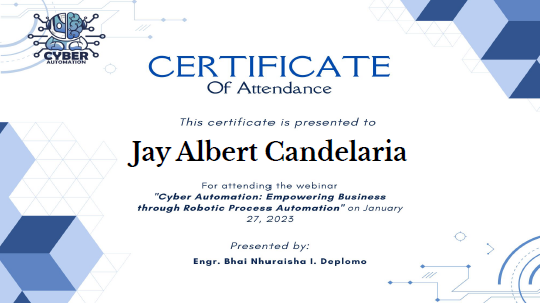 CYBER
AUTOMATION
CERTIFICATE
Of Attendance
This certificate is presented to
Jay Albert Candelaria
For attending the webinar
"Cyber Automation: Empowering Business
through Robotic Process Automation" on January
27, 2023
Presented by:
Engr. Bhai Nhuraisha I. Deplomo